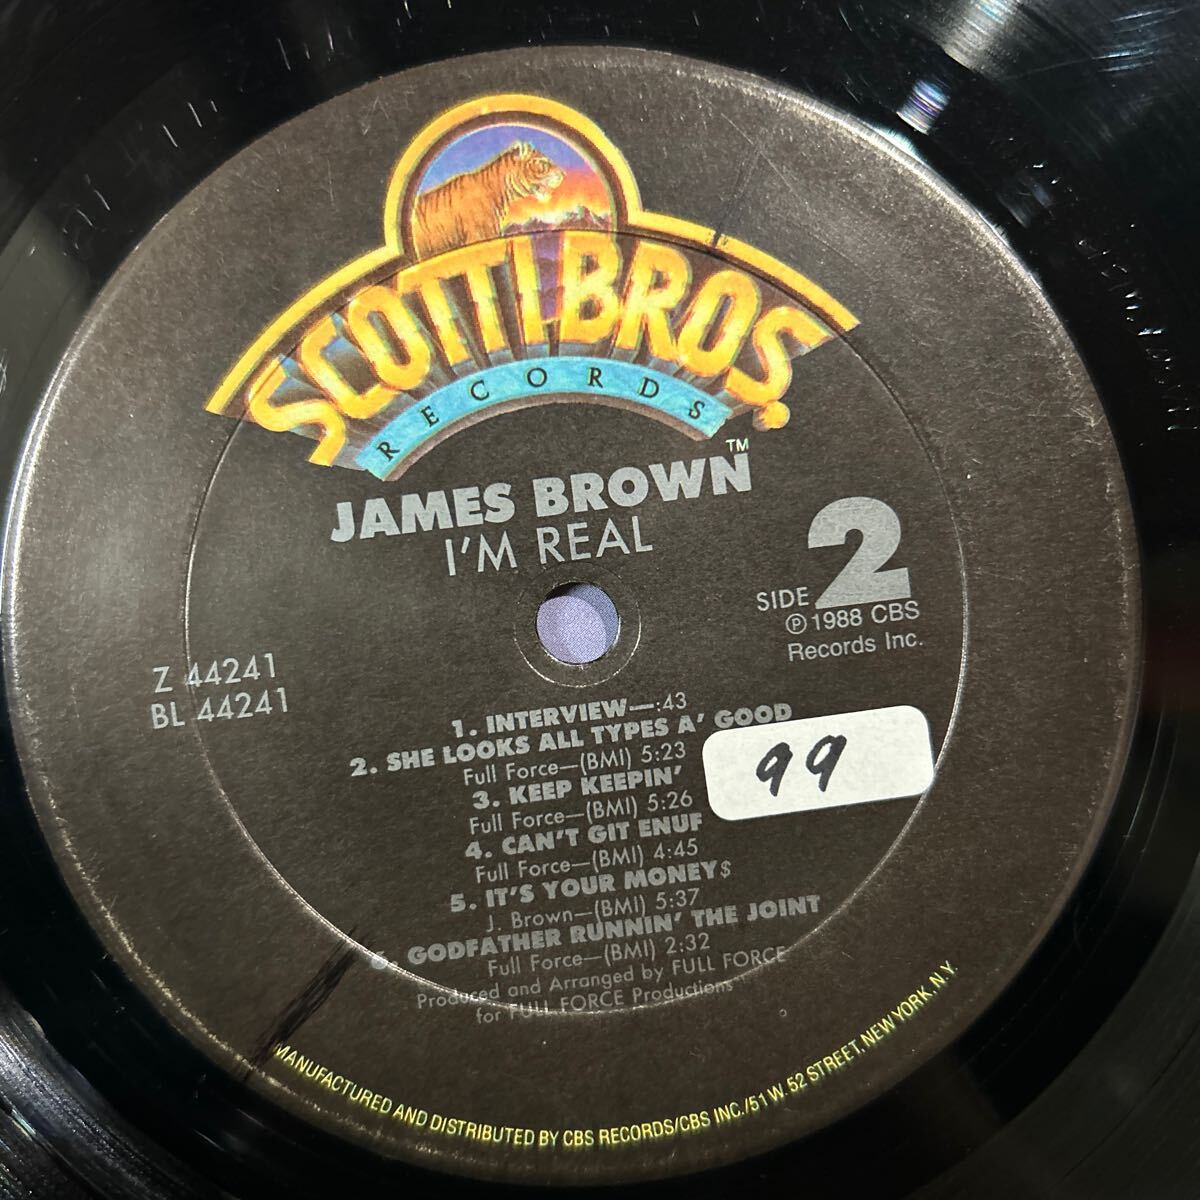 SCOTTI BROS.
RECORDS
TM
JAMES BROWN
I'M REAL
SIDE 2
℗ 1988 CBS
Records Inc.
Z 44241
BL 44241
1. INTERVIEW—:43
2. SHE LOOKS ALL TYPES A' GOOD
Full Force—(BMI) 5:23
3. KEEP KEEPIN'
Full Force—(BMI) 5:26
4. CAN'T GIT ENUF
Full Force—(BMI) 4:45
5. IT'S YOUR MONEY$
J. Brown—(BMI) 5:37
6. GODFATHER RUNNIN' THE JOINT
Full Force—(BMI) 2:32
Produced and Arranged by FULL FORCE
for FULL FORCE Productions
99
MANUFACTURED AND DISTRIBUTED BY CBS RECORDS/CBS INC./51 W. 52 STREET, NEW YORK, N.Y.